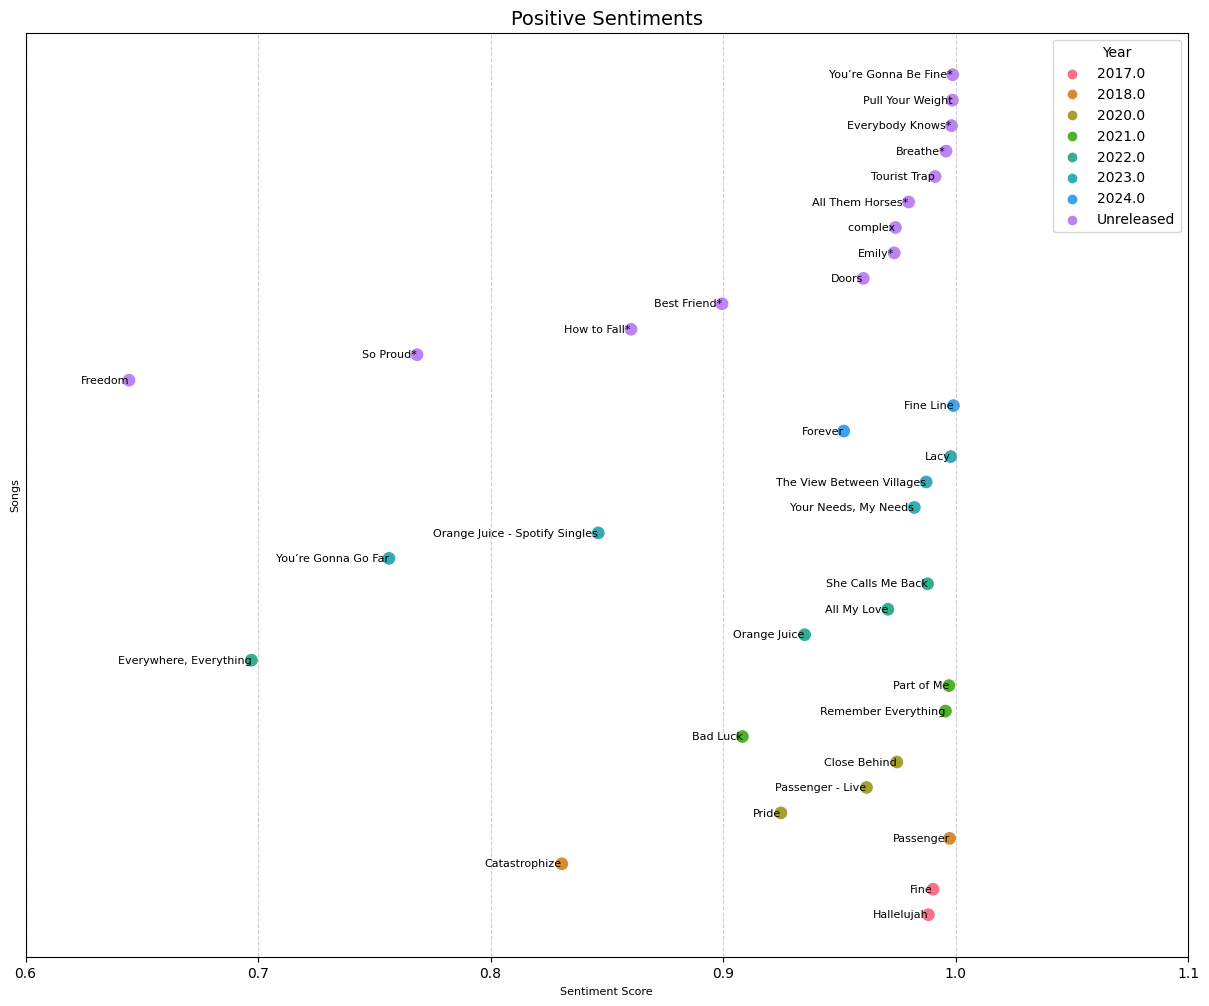 Positive Sentiments
Year
2017.0
2018.0
2020.0
2021.0
2022.0
2023.0
2024.0
Unreleased
You’re Gonna Be Fine*
Pull Your Weight
Everybody Knows*
Breathe*
Tourist Trap
All Them Horses*
complex
Emily*
Doors
Best Friend*
How to Fall*
So Proud*
Freedom
Fine Line
Forever
Lacy
The View Between Villages
Your Needs, My Needs
Orange Juice - Spotify Singles
You’re Gonna Go Far
She Calls Me Back
All My Love
Orange Juice
Everywhere, Everything
Part of Me
Remember Everything
Bad Luck
Close Behind
Passenger - Live
Pride
Passenger
Catastrophize
Fine
Hallelujah
Songs
0.6 0.7 0.8 0.9 1.0 1.1
Sentiment Score